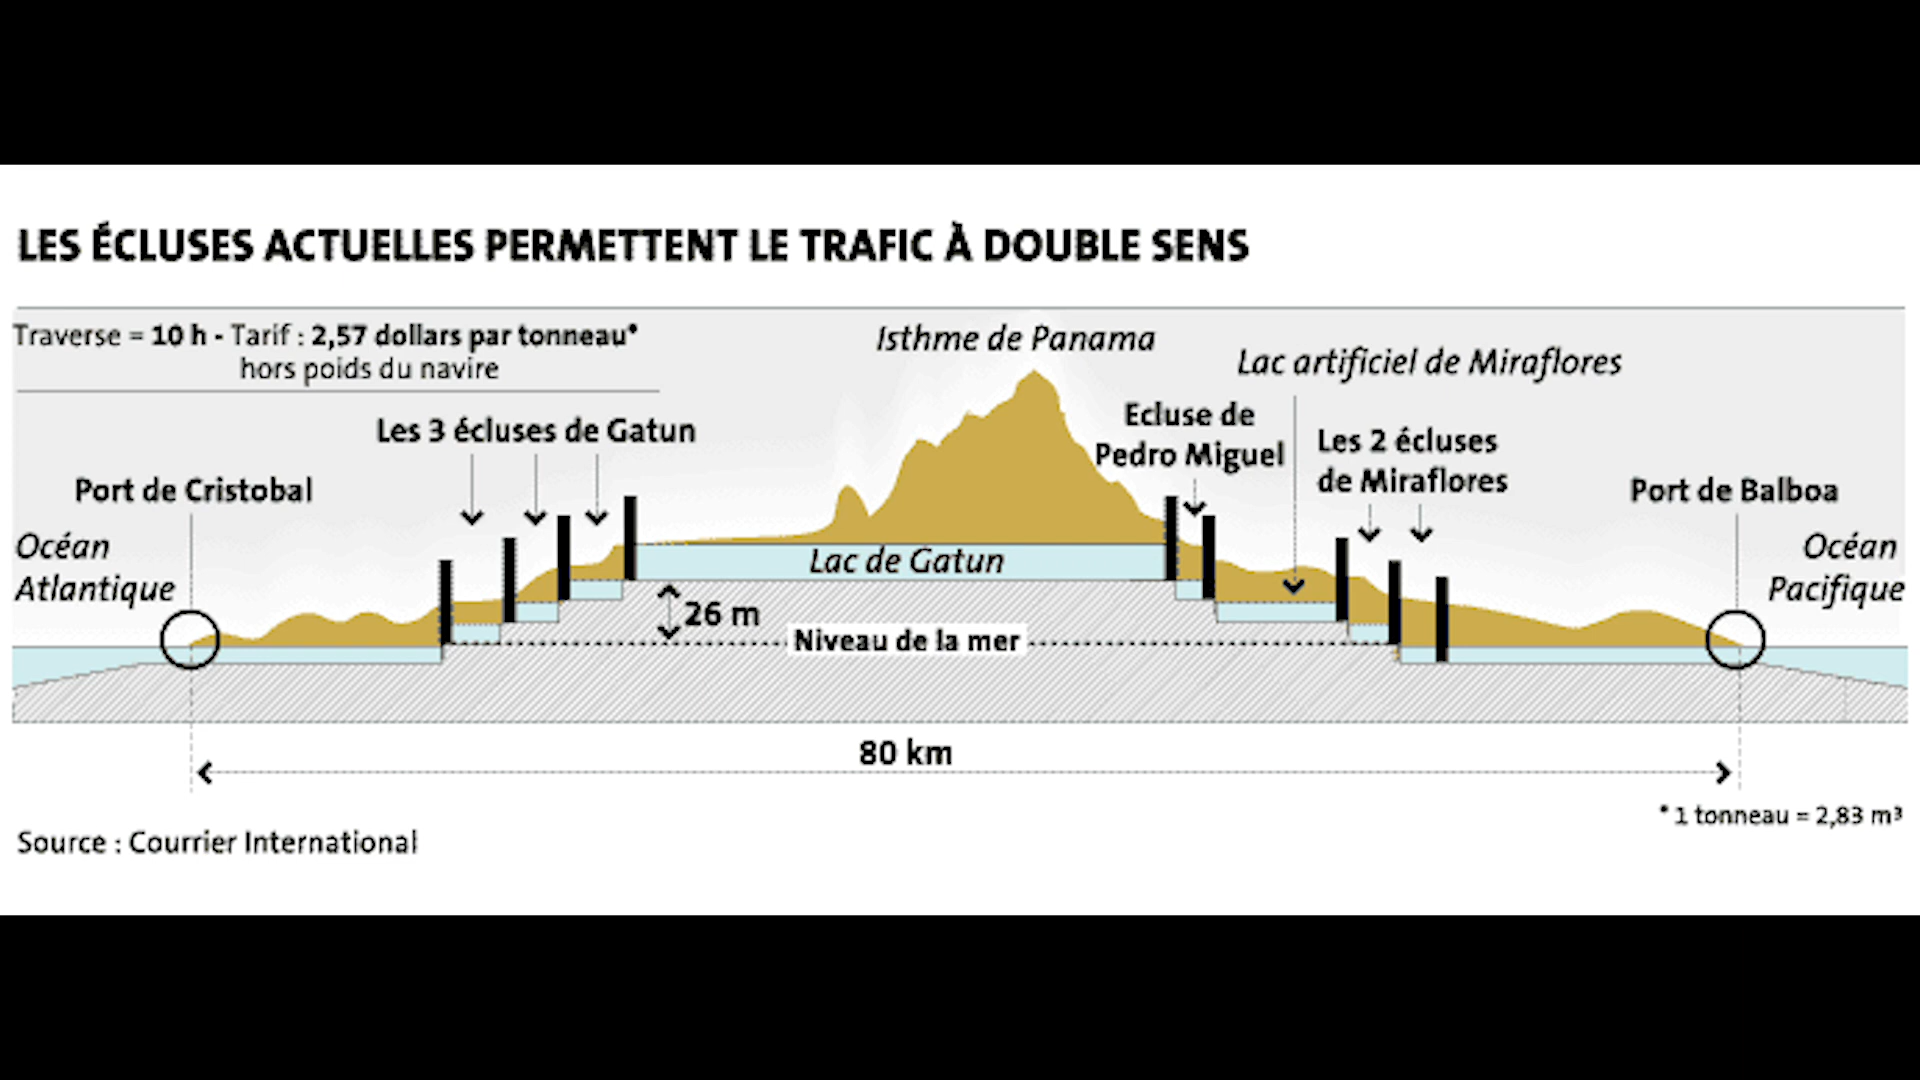 LES ÉCLUSES ACTUELLES PERMETTENT LE TRAFIC À DOUBLE SENS
Traverse = 10 h - Tarif : 2,57 dollars par tonneau*
hors poids du navire
Isthme de Panama
Lac artificiel de Miraflores
Les 3 écluses de Gatun
Ecluse de
Pedro Miguel
Les 2 écluses
de Miraflores
Port de Cristobal
Port de Balboa
Océan
Atlantique
Océan
Pacifique
Lac de Gatun
26 m
Niveau de la mer
80 km
* 1 tonneau = 2,83 m³
Source : Courrier International